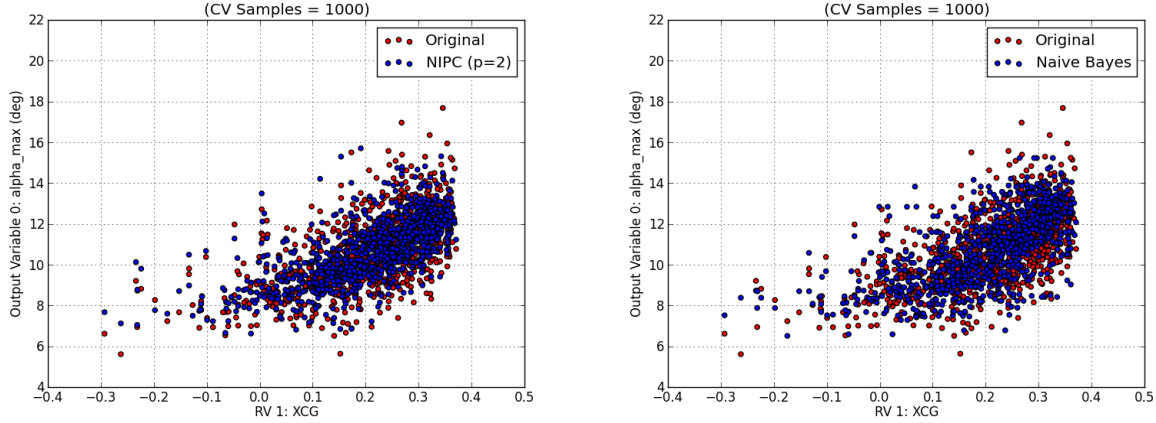 (CV Samples = 1000)
22
20
18
16
14
12
10
8
6
4
Output Variable 0: alpha_max (deg)
Original
NIPC (p=2)
−0.4 −0.3 −0.2 −0.1 0.0 0.1 0.2 0.3 0.4 0.5
RV 1: XCG
(CV Samples = 1000)
22
20
18
16
14
12
10
8
6
4
Output Variable 0: alpha_max (deg)
Original
Naive Bayes
−0.4 −0.3 −0.2 −0.1 0.0 0.1 0.2 0.3 0.4 0.5
RV 1: XCG